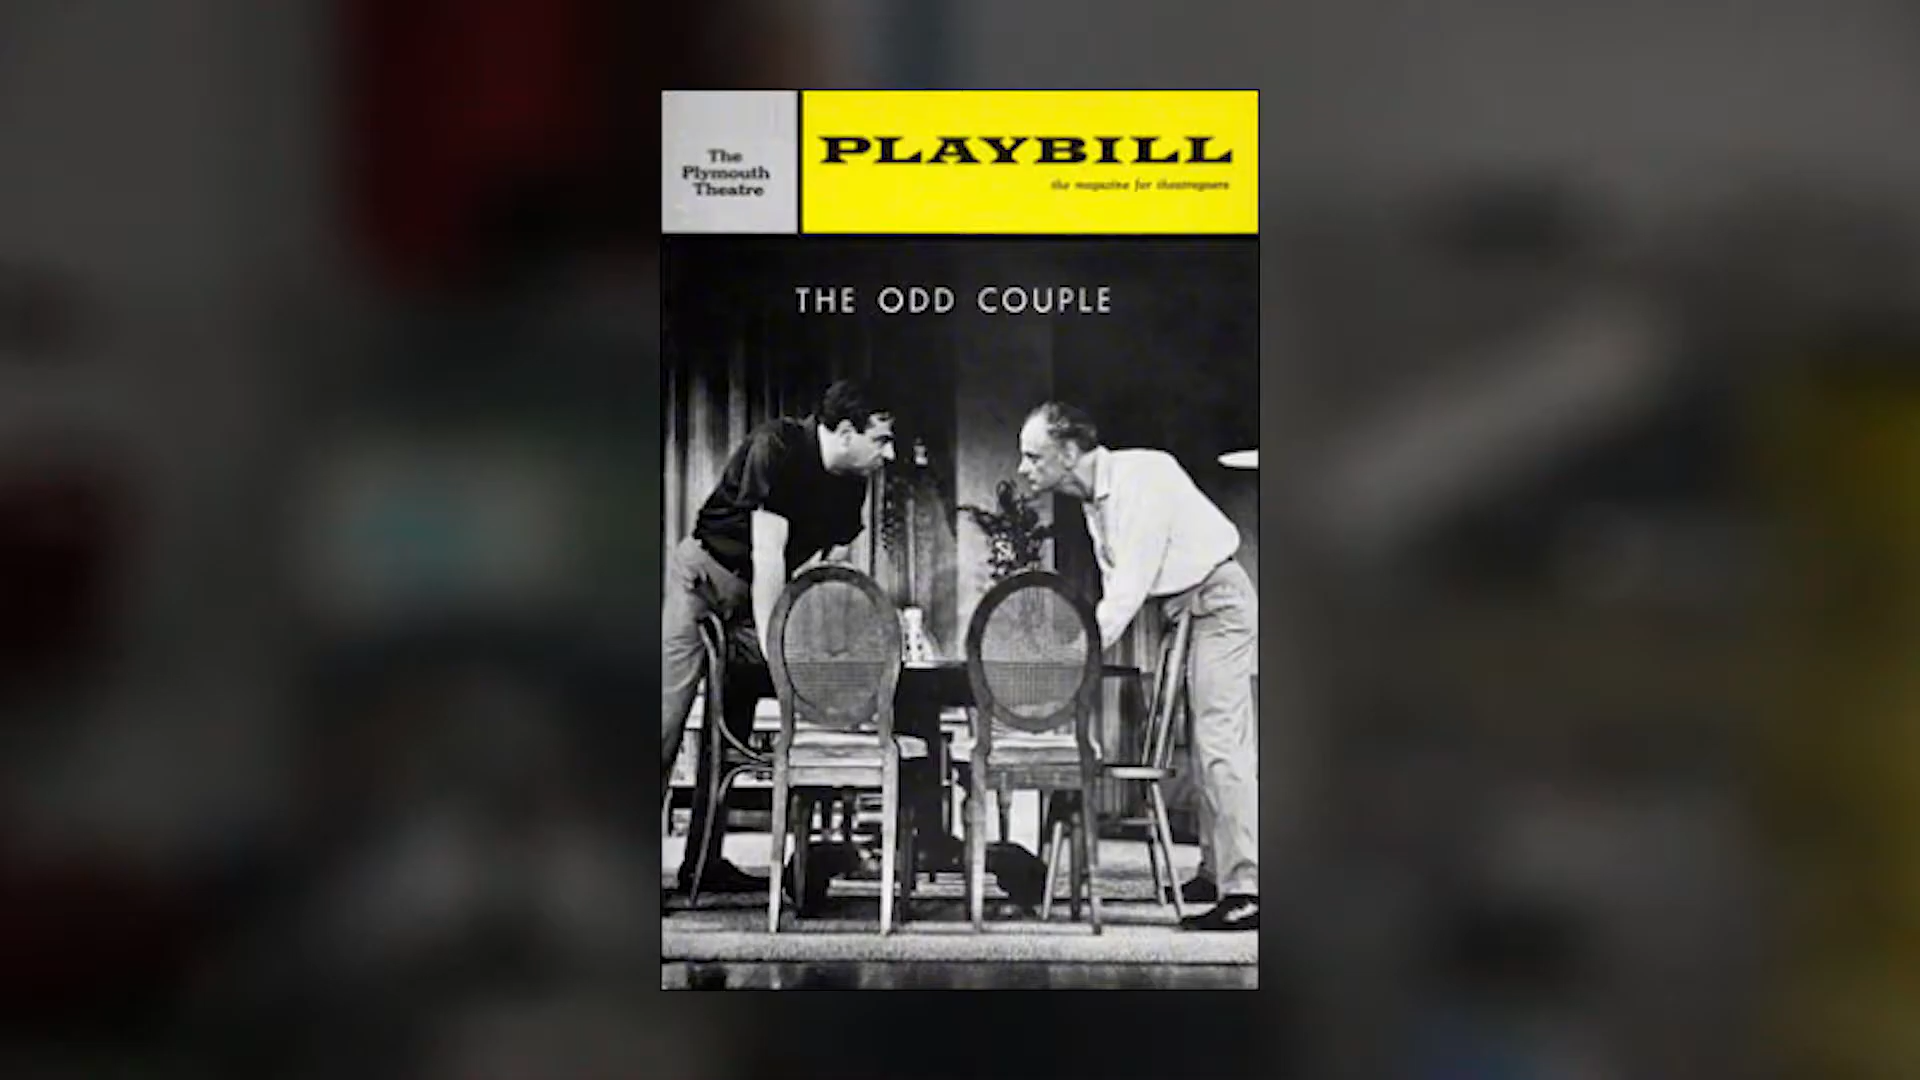 The
Plymouth
Theatre
PLAYBILL
the magazine for theatregoers
THE ODD COUPLE